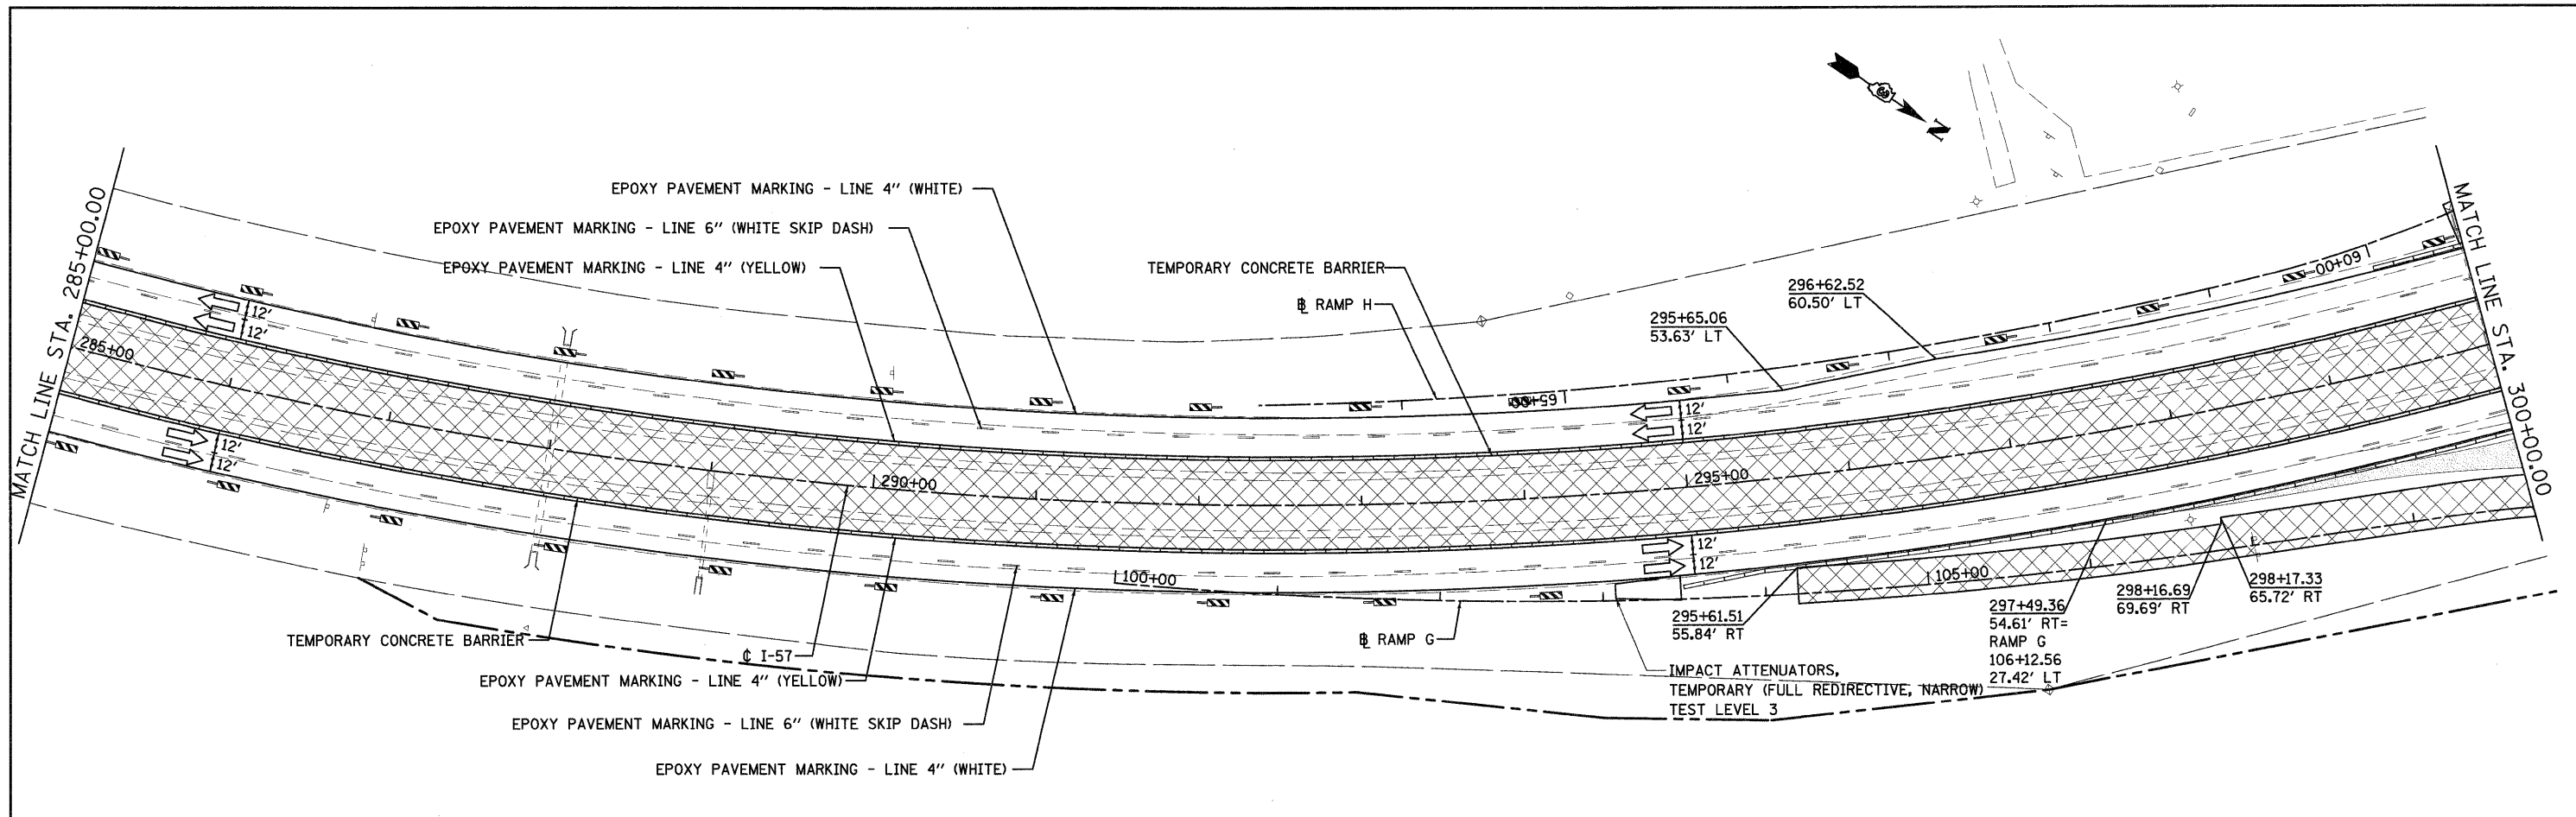 MATCH LINE STA. 285+00.00
EPOXY PAVEMENT MARKING - LINE 4" (WHITE)
EPOXY PAVEMENT MARKING - LINE 6" (WHITE SKIP DASH)
EPOXY PAVEMENT MARKING - LINE 4" (YELLOW)
TEMPORARY CONCRETE BARRIER
℄ RAMP H
295+65.06
53.63' LT
296+62.52
60.50' LT
N
MATCH LINE STA. 300+00.00
60+00
65+00
12'
12'
12'
12'
285+00
290+00
295+00
12'
12'
12'
12'
100+00
105+00
TEMPORARY CONCRETE BARRIER
℄ I-57
EPOXY PAVEMENT MARKING - LINE 4" (YELLOW)
EPOXY PAVEMENT MARKING - LINE 6" (WHITE SKIP DASH)
EPOXY PAVEMENT MARKING - LINE 4" (WHITE)
℄ RAMP G
IMPACT ATTENUATORS,
TEMPORARY (FULL REDIRECTIVE, NARROW)
TEST LEVEL 3
295+61.51
55.84' RT
297+49.36
54.61' RT=
RAMP G
106+12.56
27.42' LT
298+16.69
69.69' RT
298+17.33
65.72' RT